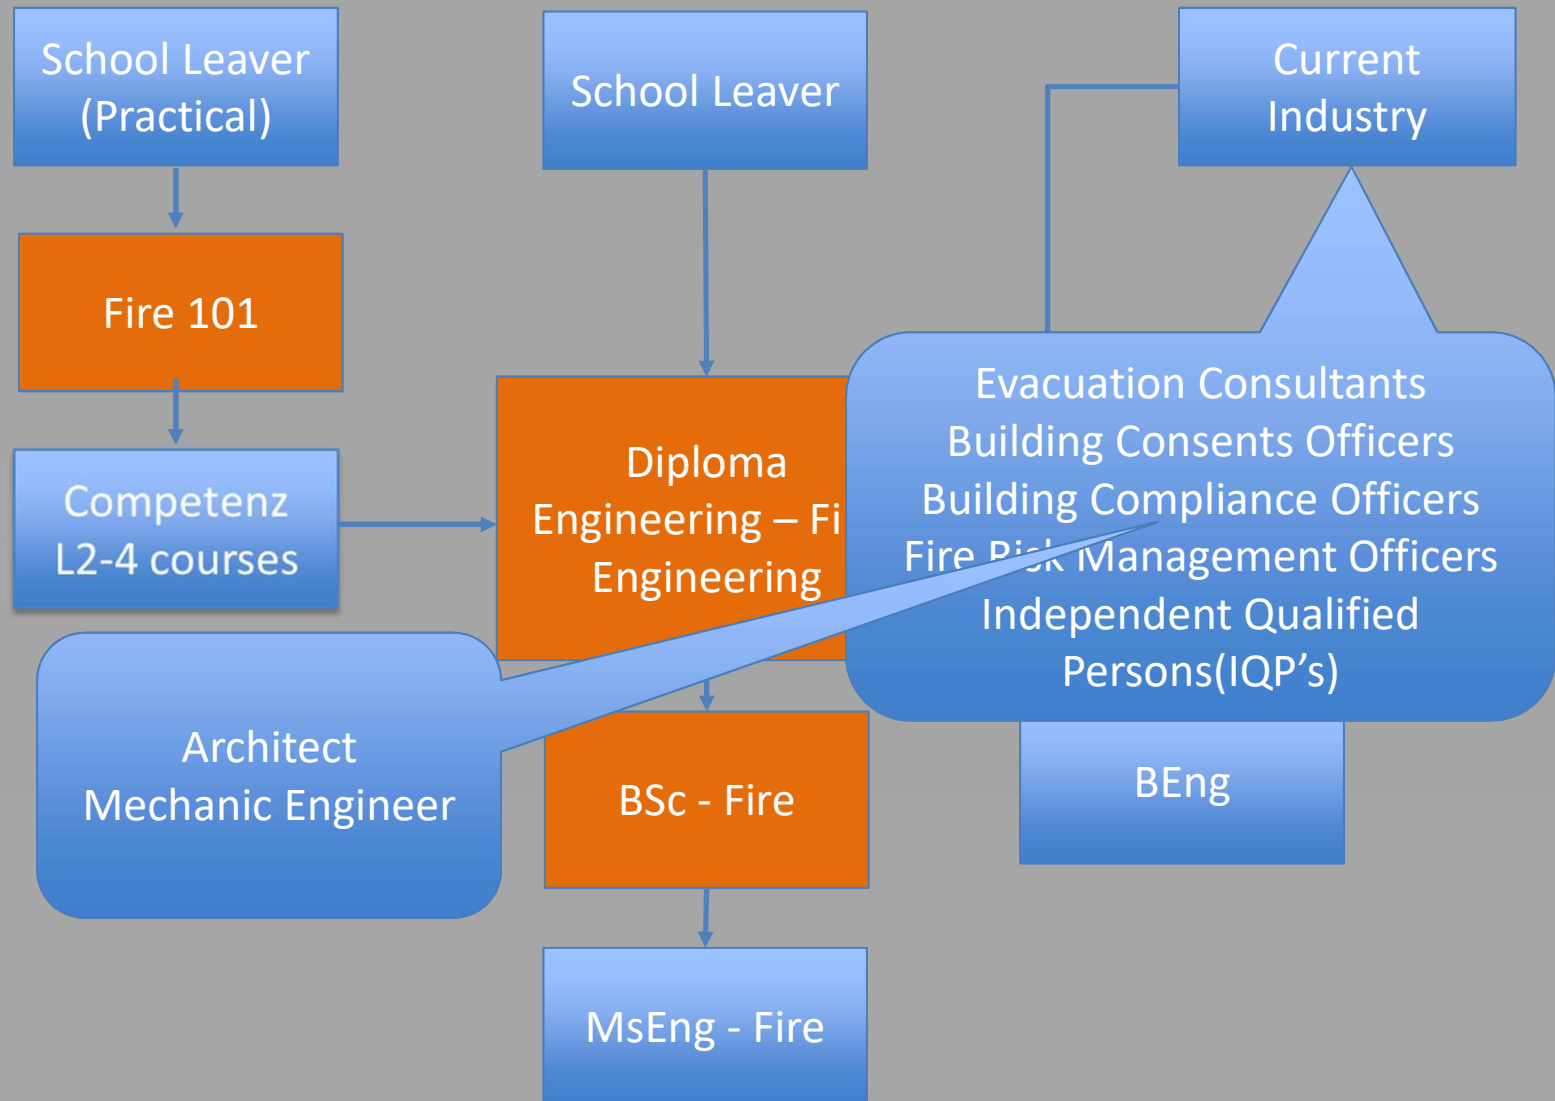 School Leaver
(Practical)
School Leaver
Current
Industry
Fire 101
Competenz
L2-4 courses
Diploma
Engineering – Fi
Engineering
Evacuation Consultants
Building Consents Officers
Building Compliance Officers
Fire Risk Management Officers
Independent Qualified
Persons(IQP's)
Architect
Mechanic Engineer
BSc - Fire
BEng
MsEng - Fire